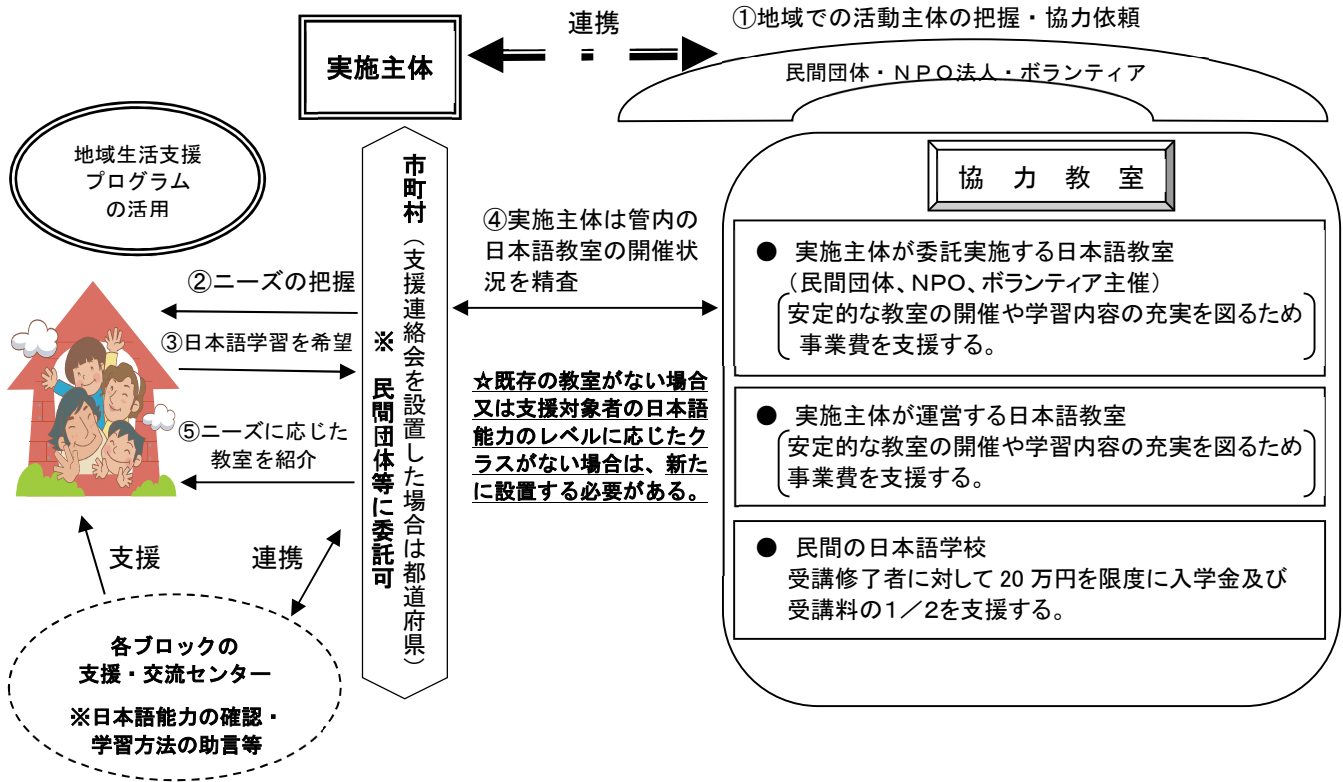 ①地域での活動主体の把握・協力依頼
連携
実施主体
民間団体・NPO法人・ボランティア
地域生活支援
プログラム
の活用
市町村（支援連絡会を設置した場合は都道府県）
※　民間団体等に委託可
②ニーズの把握
③日本語学習を希望
⑤ニーズに応じた
教室を紹介
④実施主体は管内の
日本語教室の開催状
況を精査
☆既存の教室がない場合
又は支援対象者の日本語
能力のレベルに応じたク
ラスがない場合は、新た
に設置する必要がある。
協　力　教　室
●　実施主体が委託実施する日本語教室
（民間団体、NPO、ボランティア主催）
安定的な教室の開催や学習内容の充実を図るため
事業費を支援する。
●　実施主体が運営する日本語教室
安定的な教室の開催や学習内容の充実を図るため
事業費を支援する。
●　民間の日本語学校
受講修了者に対して 20 万円を限度に入学金及び
受講料の1／2を支援する。
支援
連携
各ブロックの
支援・交流センター
※日本語能力の確認・
学習方法の助言等